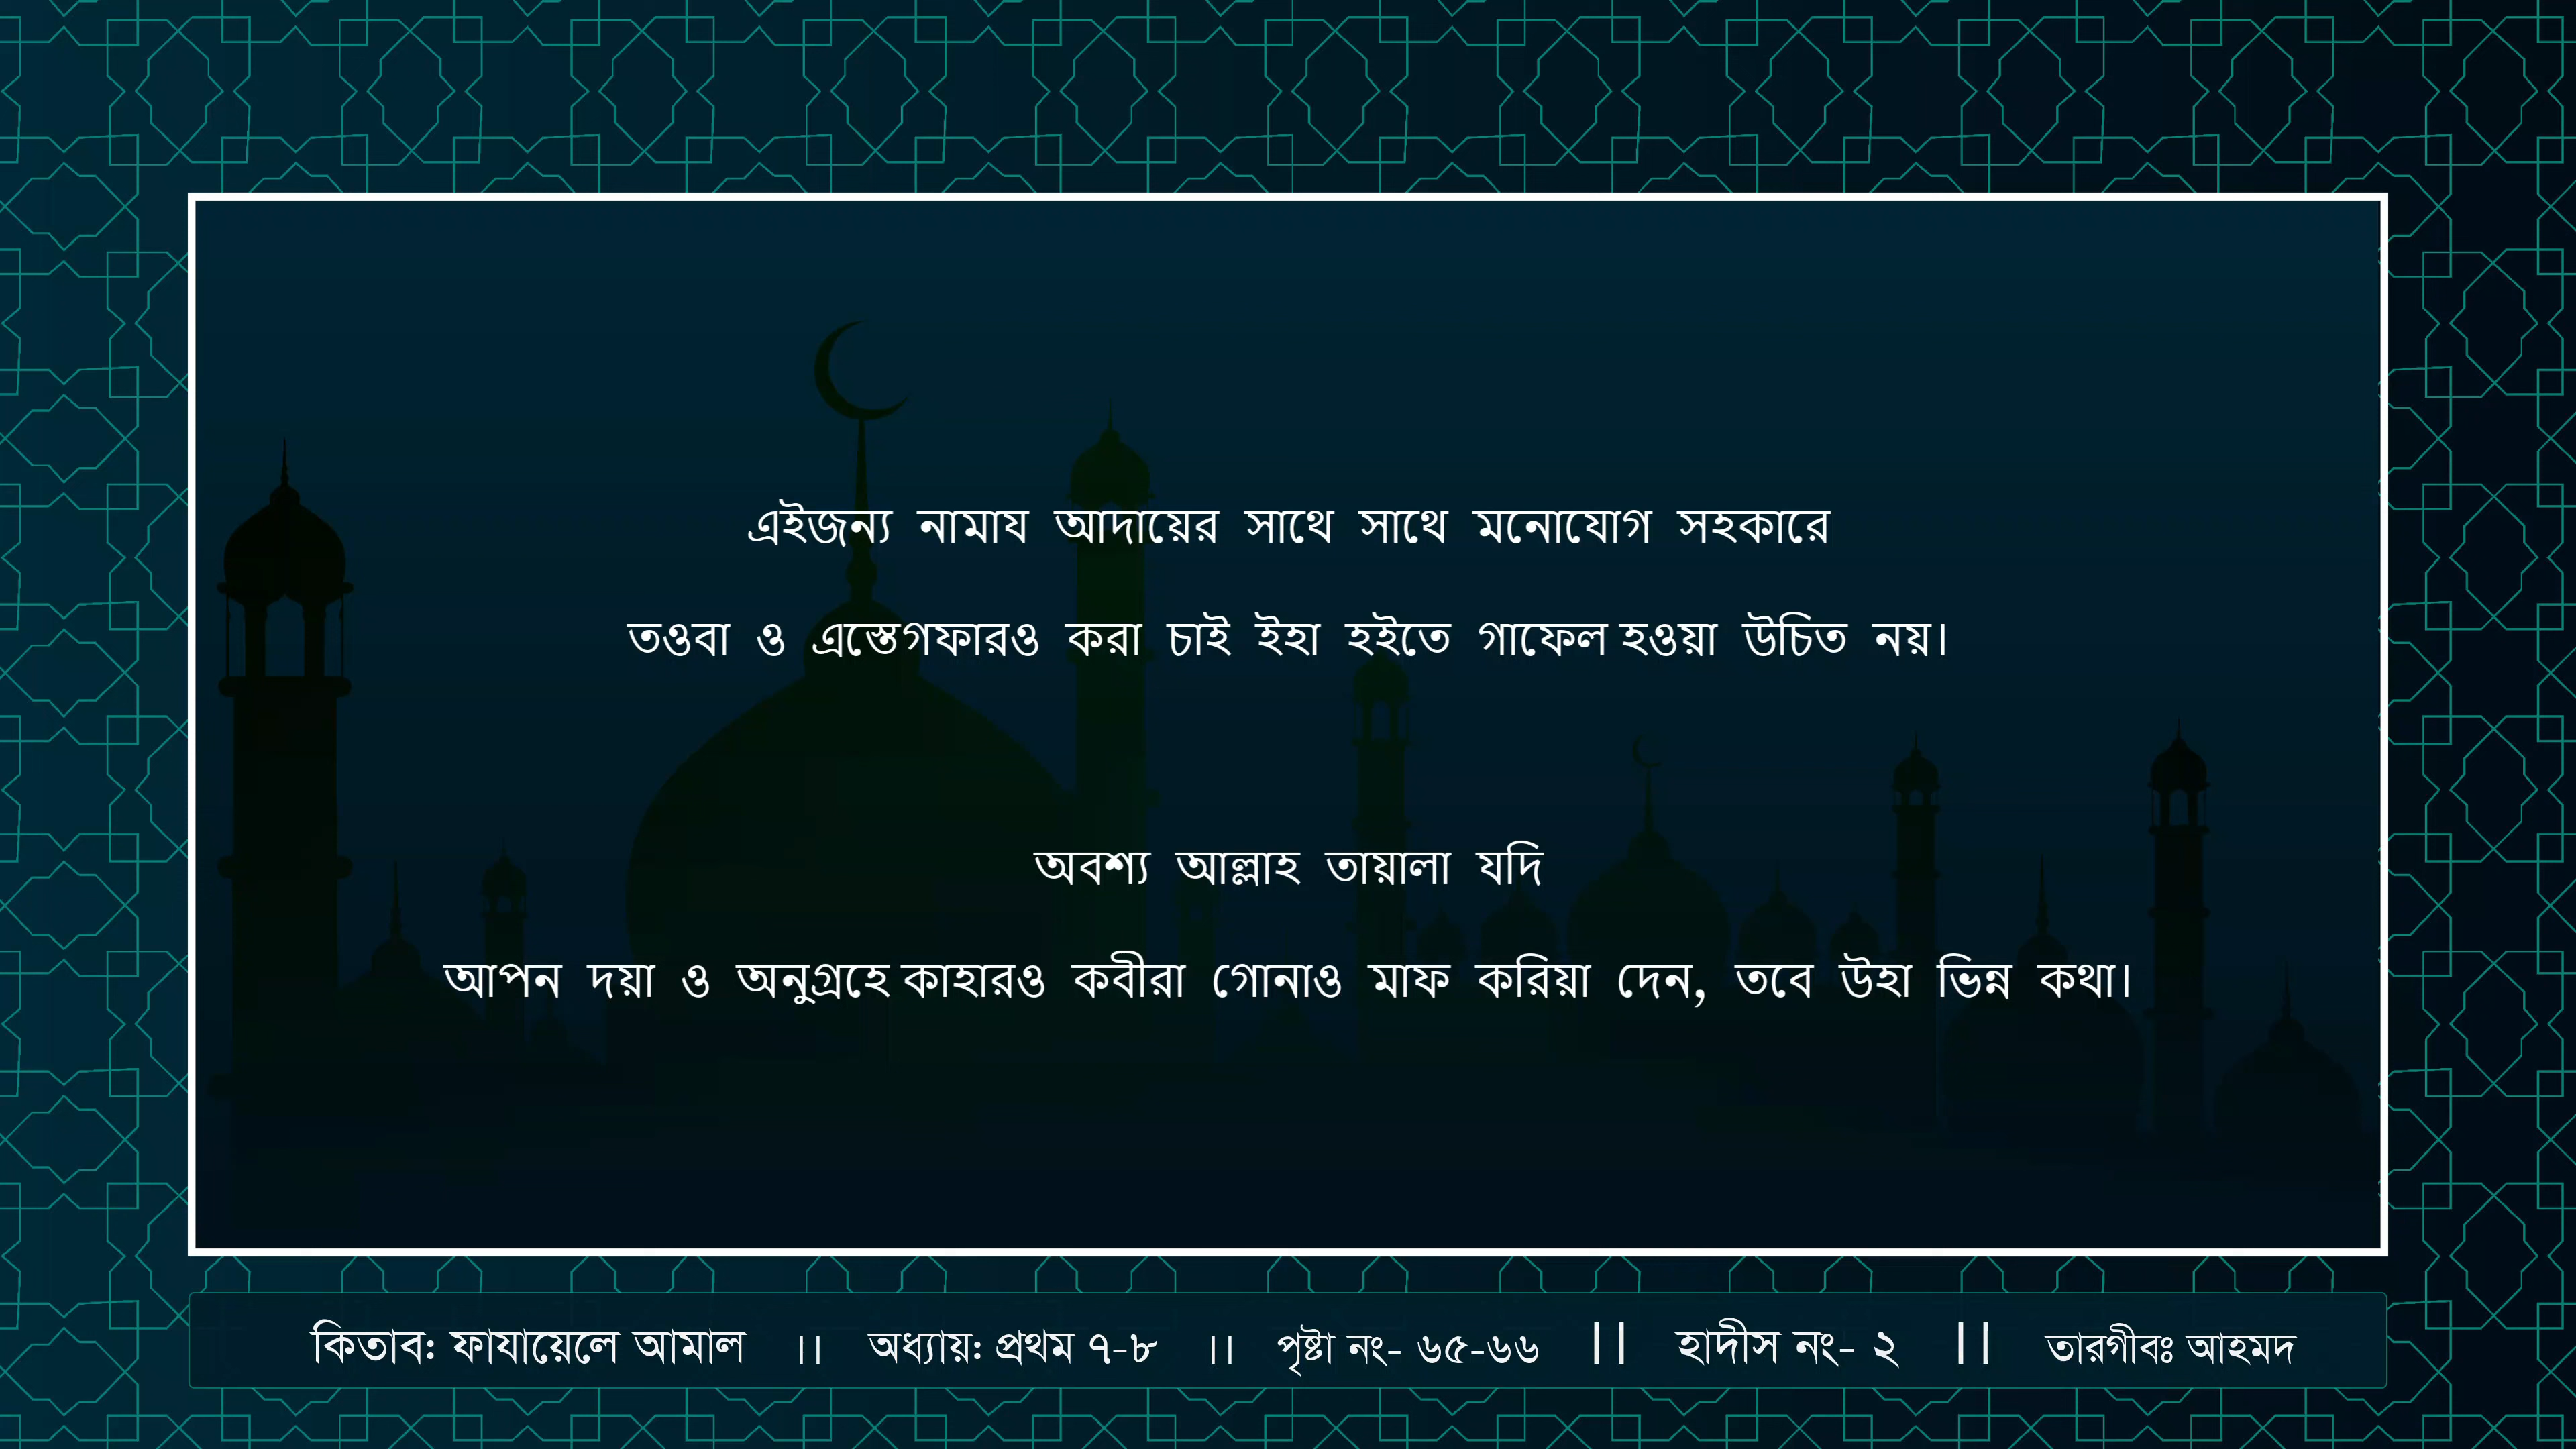 এইজন্য নামায আদায়ের সাথে সাথে মনোযোগ সহকারে
তওবা ও এস্তেগফারও করা চাই ইহা হইতে গাফেল হওয়া উচিত নয়।
অবশ্য আল্লাহ তায়ালা যদি
আপন দয়া ও অনুগ্রহে কাহারও কবীরা গোনাও মাফ করিয়া দেন, তবে উহা ভিন্ন কথা।
কিতাব: ফাযায়েলে আমাল ।। অধ্যায়: প্রথম ৭-৮ ।। পৃষ্টা নং- ৬৫-৬৬ || হাদীস নং- ২ || তারগীবঃ আহমদ